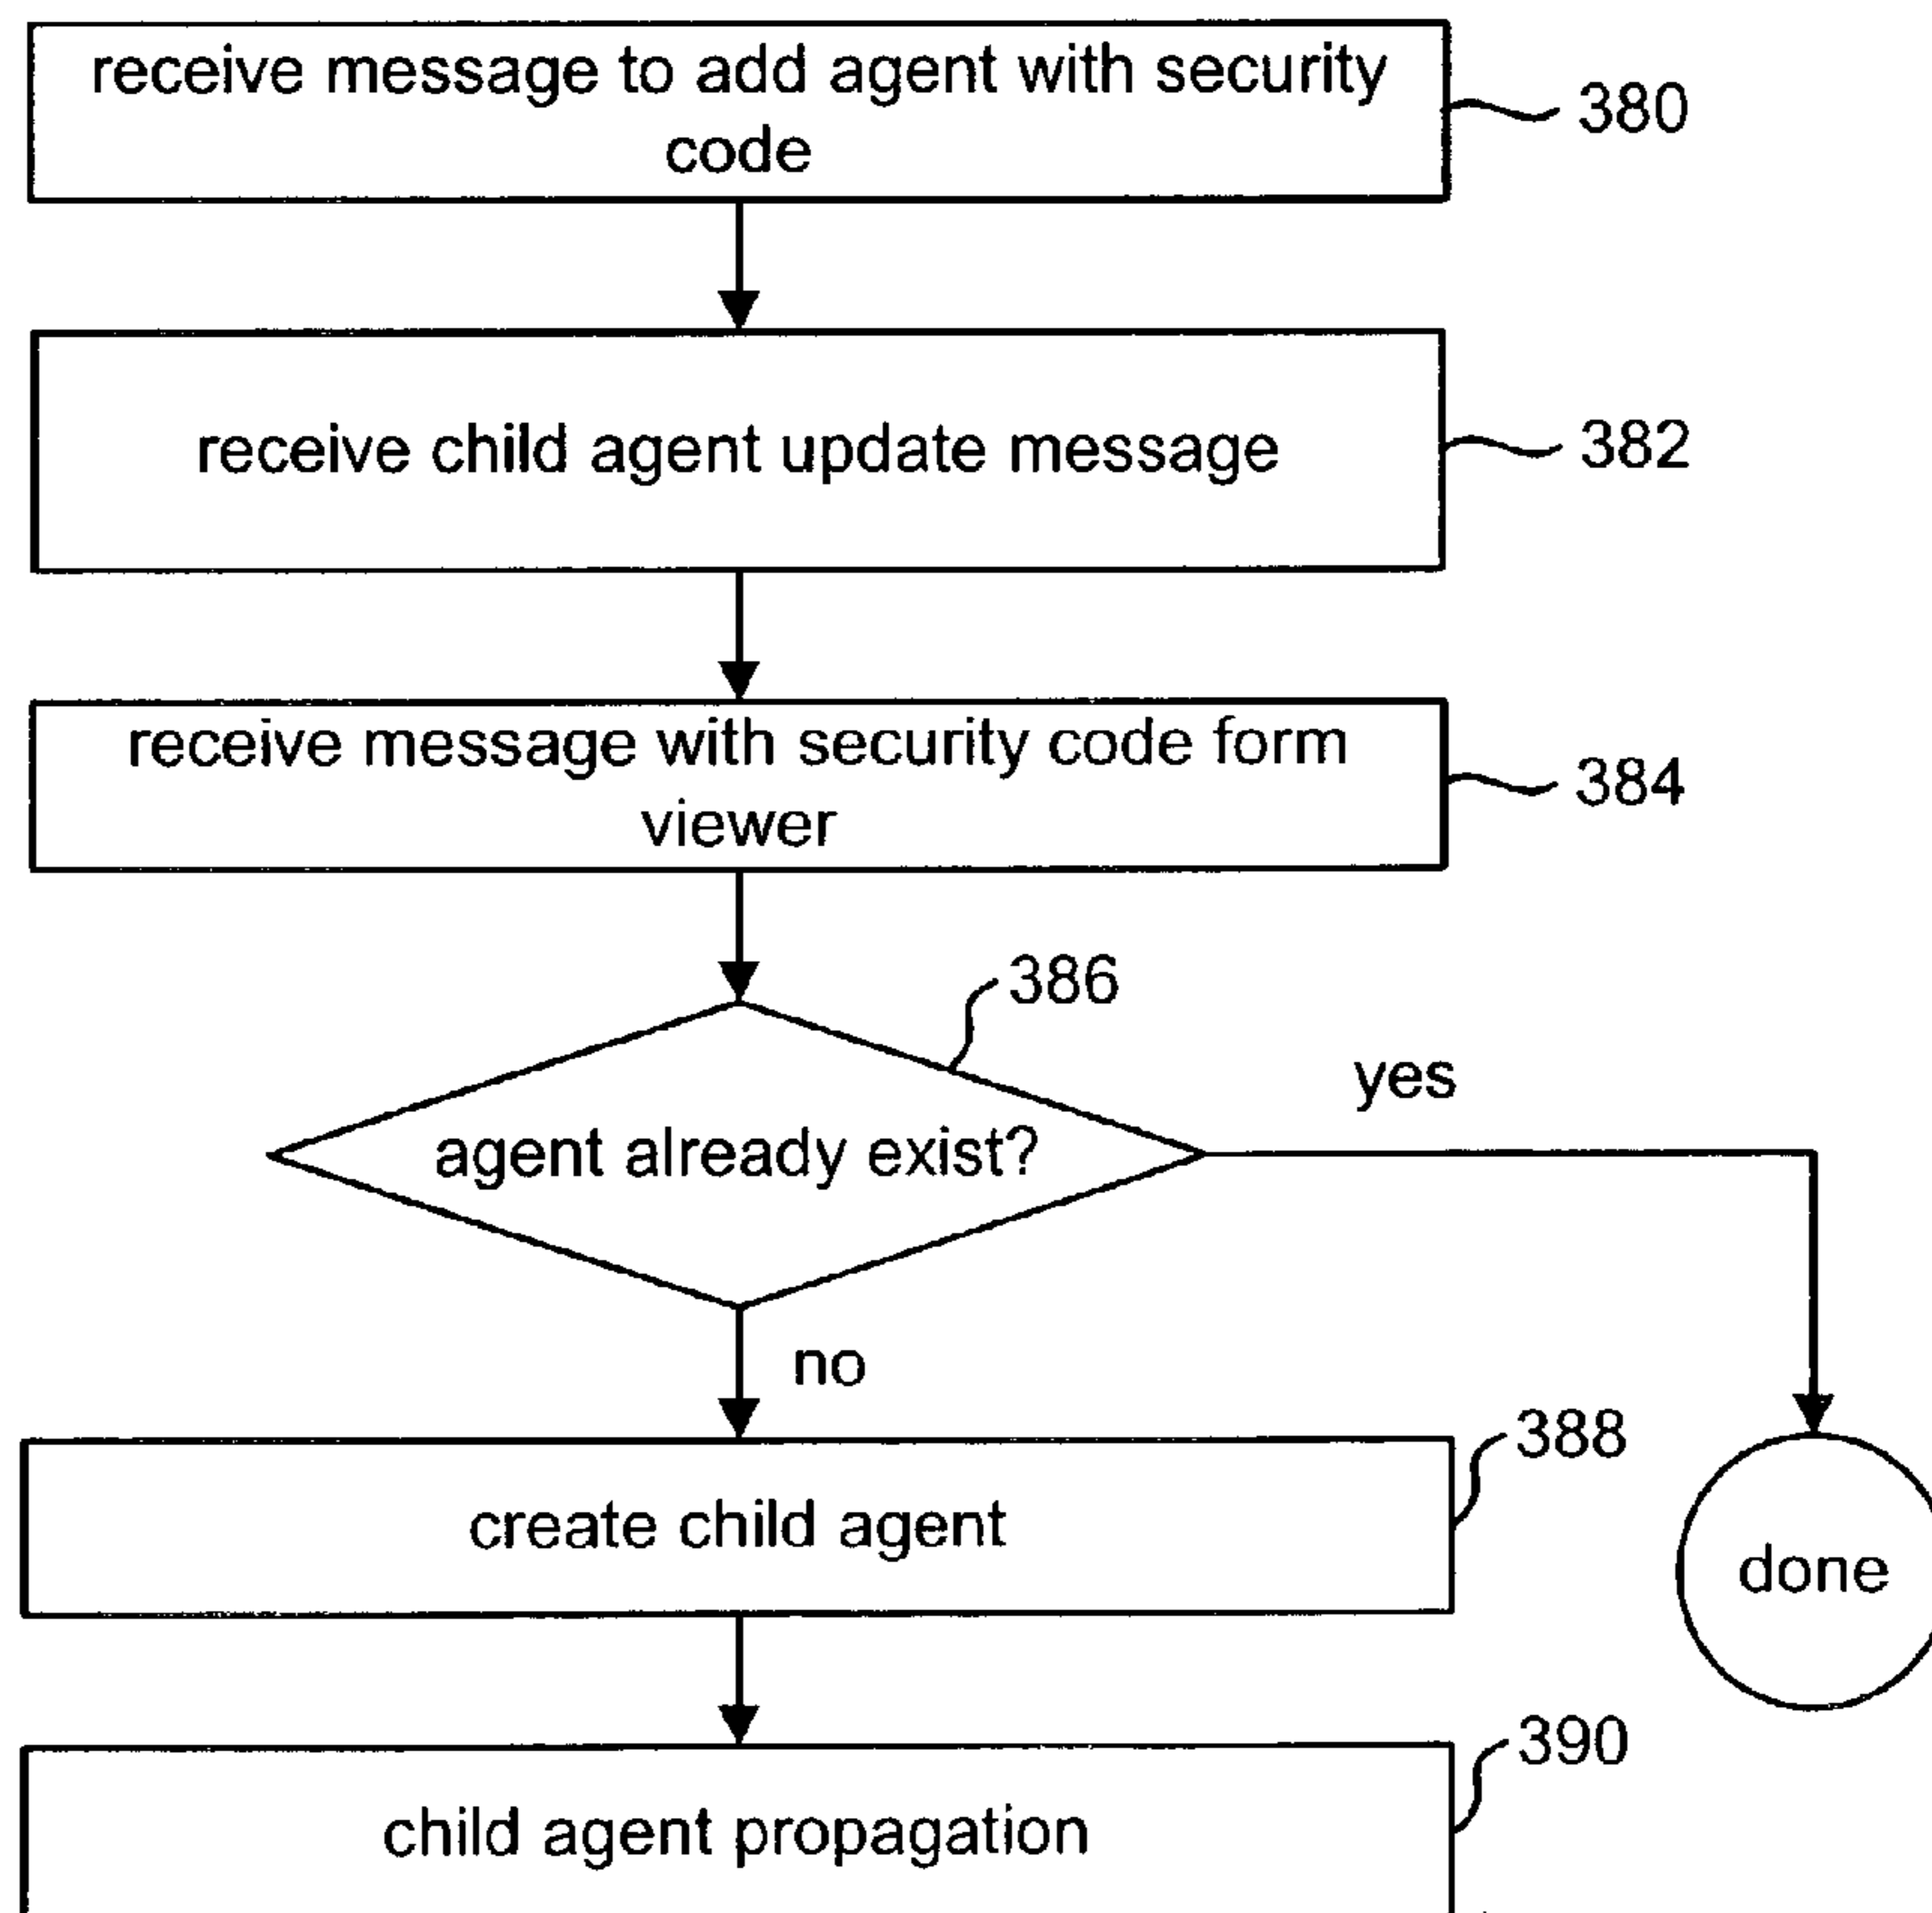 receive message to add agent with security
code
380
receive child agent update message
382
receive message with security code form
viewer
384
386
yes
agent already exist?
no
388
create child agent
done
390
child agent propagation